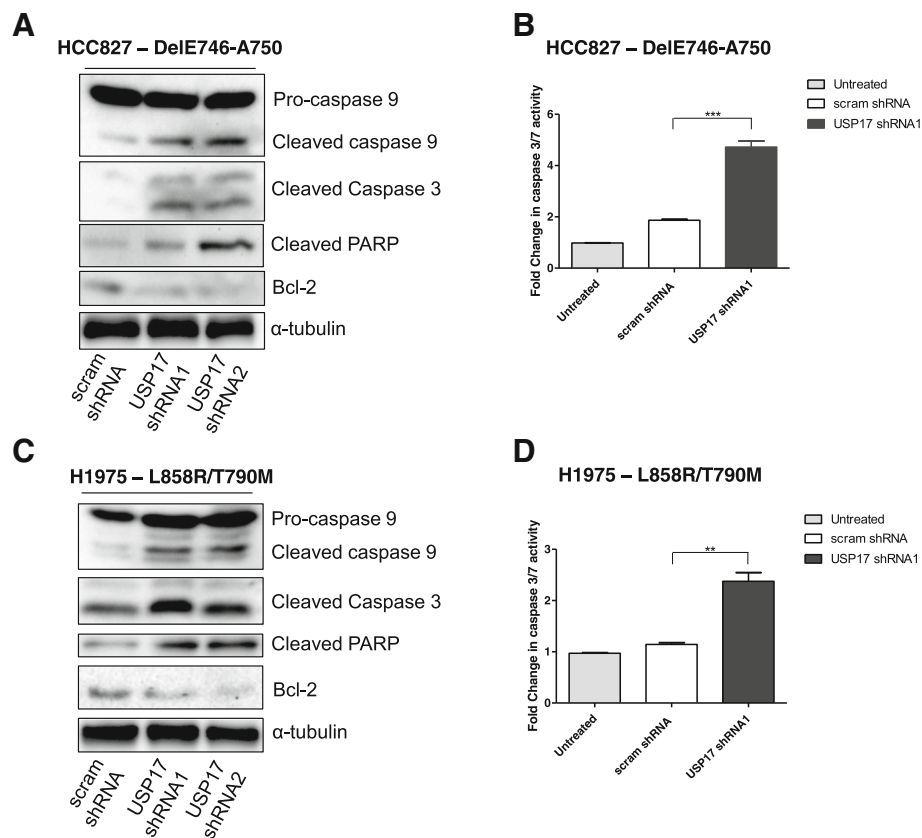 A
HCC827 – DelE746-A750
Pro-caspase 9
Cleaved caspase 9
Cleaved Caspase 3
Cleaved PARP
Bcl-2
α-tubulin
scram
shRNA
USP17
shRNA1
USP17
shRNA2
B
HCC827 – DelE746-A750
Fold Change in caspase 3/7 activity
6
4
2
0
***
Untreated
scram shRNA
USP17 shRNA1
Untreated
scram shRNA
USP17 shRNA1
C
H1975 – L858R/T790M
Pro-caspase 9
Cleaved caspase 9
Cleaved Caspase 3
Cleaved PARP
Bcl-2
α-tubulin
scram
shRNA
USP17
shRNA1
USP17
shRNA2
D
H1975 – L858R/T790M
Fold Change in caspase 3/7 activity
3
2
1
0
**
Untreated
scram shRNA
USP17 shRNA1
Untreated
scram shRNA
USP17 shRNA1